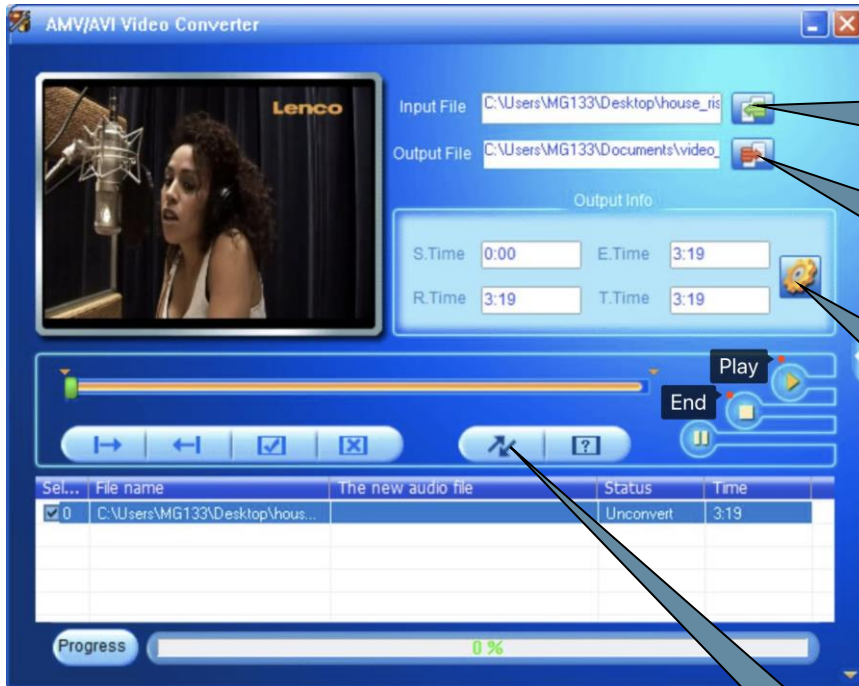 AMV/AVI Video Converter
Lenco
Input File C:\Users\MG133\Desktop\house_ris
Output File C:\Users\MG133\Documents\video_
Output Info
S.Time 0:00 E.Time 3:19
R.Time 3:19 T.Time 3:19
Play
End
?
Sel... File name The new audio file Status Time
0 C:\Users\MG133\Desktop\hous... Unconvert 3:19
Progress 0 %